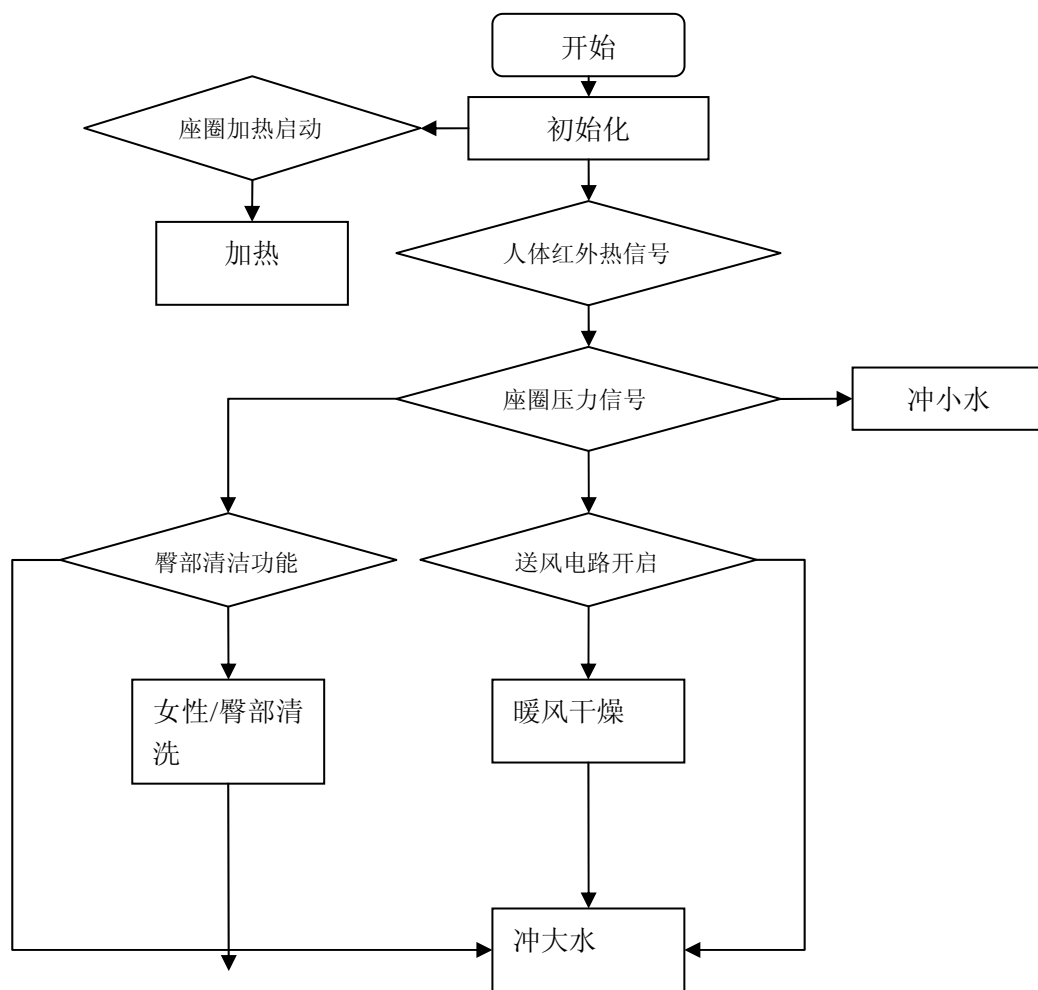 开始
座圈加热启动
初始化
加热
人体红外热信号
座圈压力信号
冲小水
臀部清洁功能
送风电路开启
女性/臀部清
洗
暖风干燥
冲大水